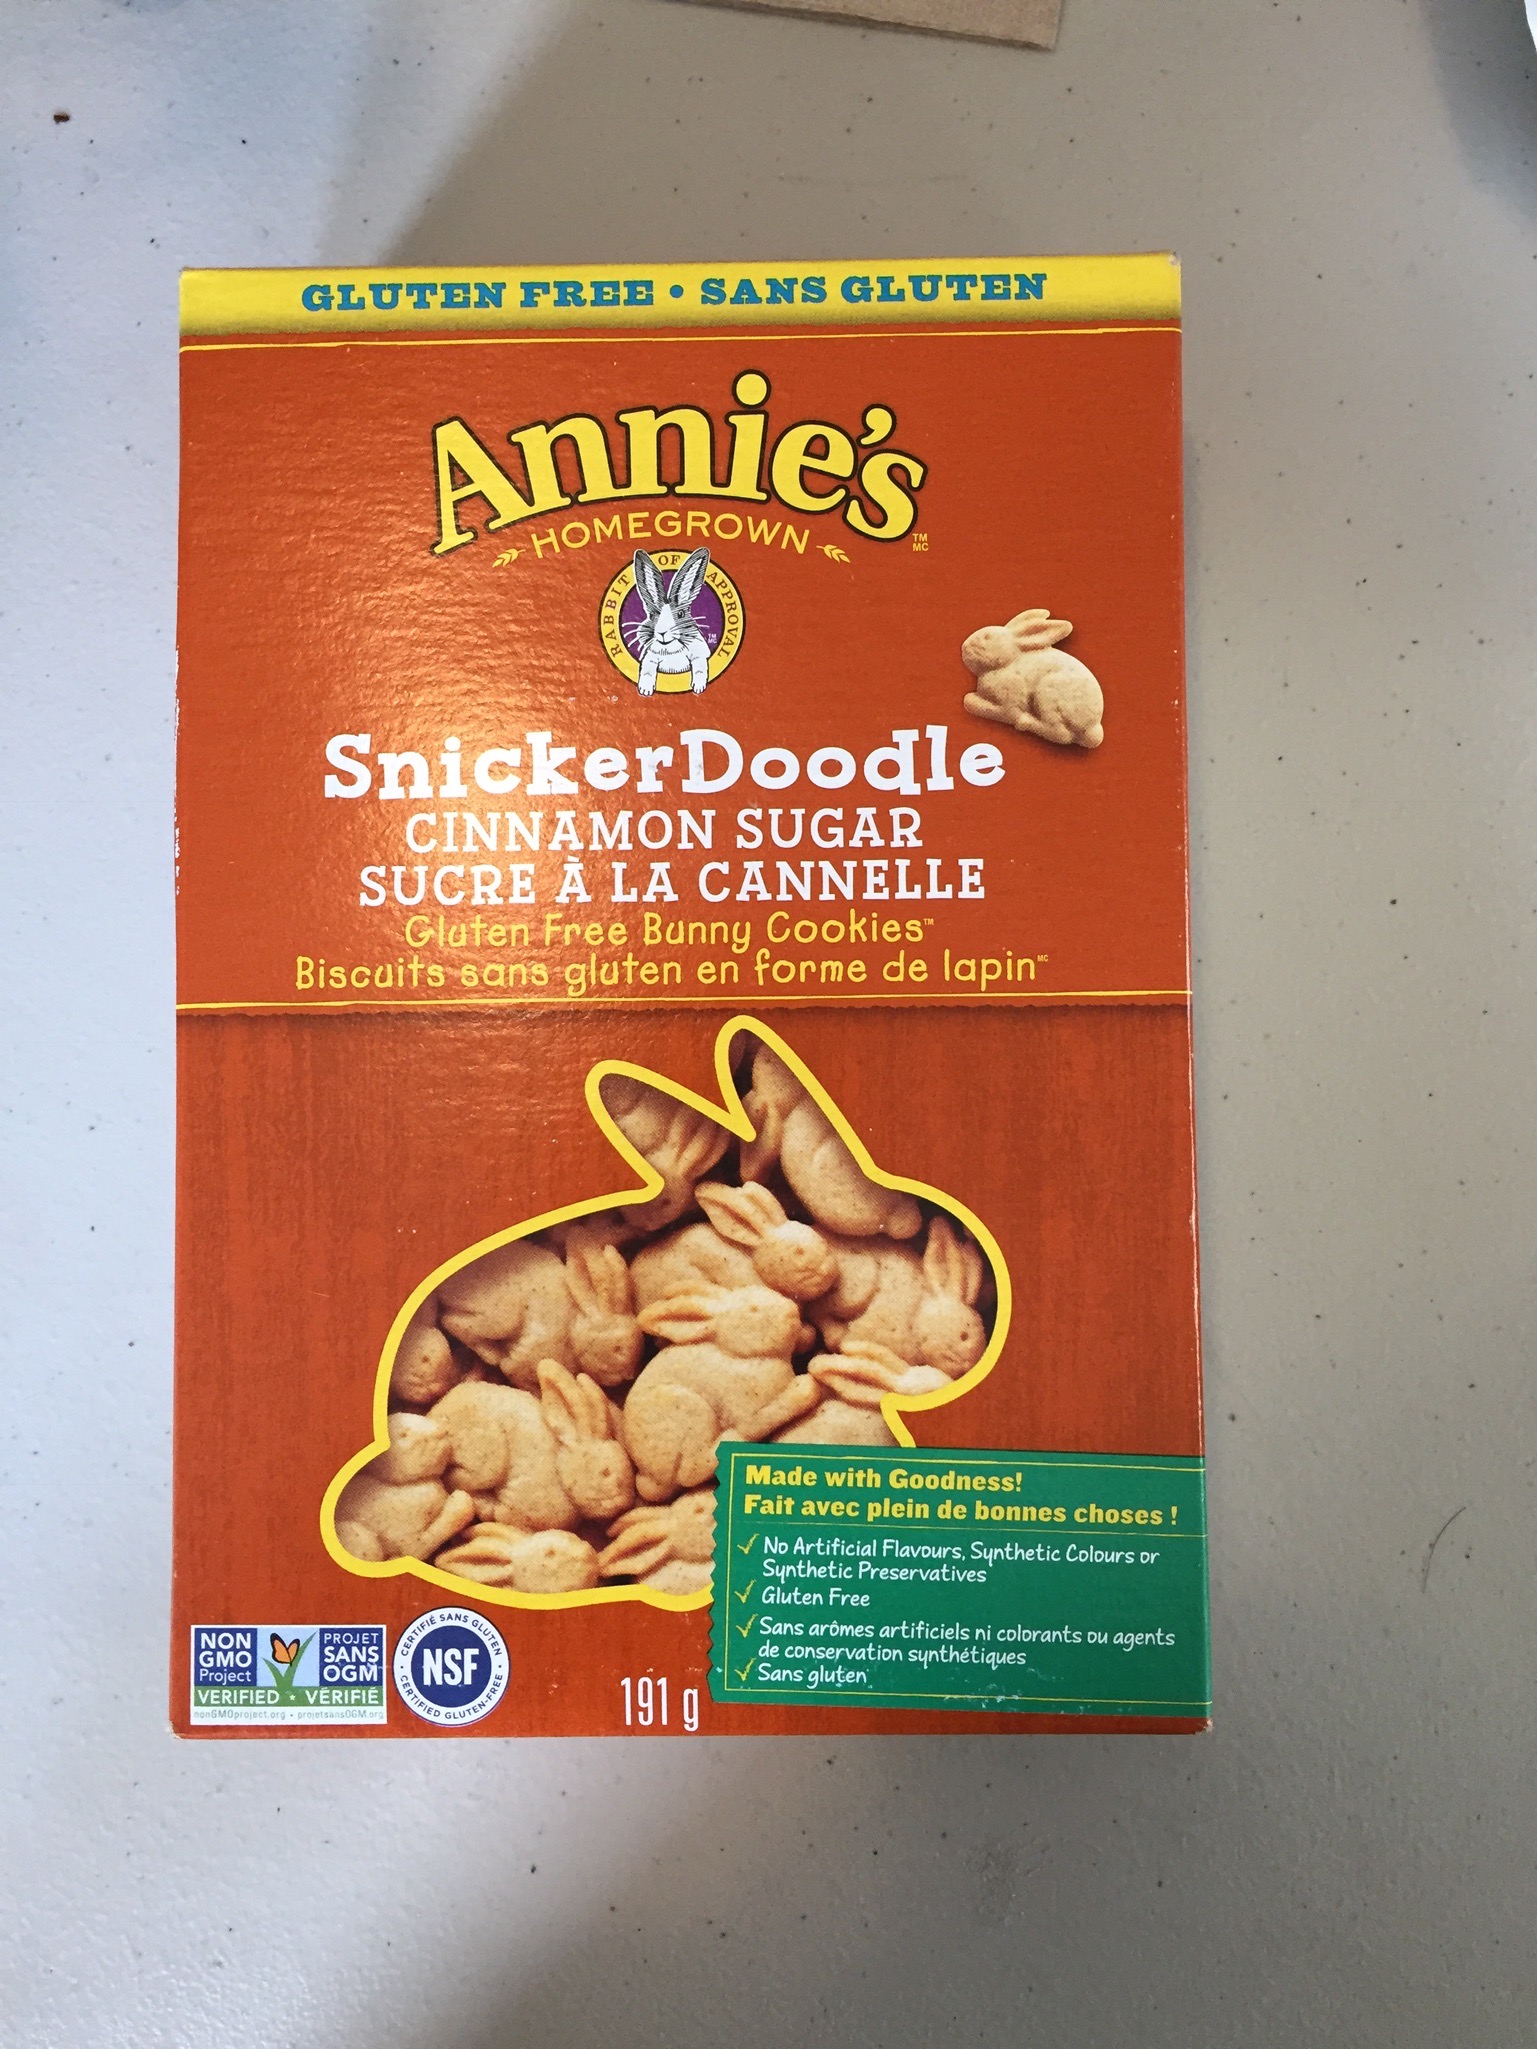 GLUTEN FREE • SANS GLUTEN
Annie's
HOMEGROWN
TM
MC
RABBIT OF APPROVAL
TM
MC
SnickerDoodle
CINNAMON SUGAR
SUCRE À LA CANNELLE
Gluten Free Bunny Cookies™
Biscuits sans gluten en forme de lapin MC
Made with Goodness!
Fait avec plein de bonnes choses !
✓ No Artificial Flavours, Synthetic Colours or
Synthetic Preservatives
✓ Gluten Free
✓ Sans arômes artificiels ni colorants ou agents
de conservation synthétiques
✓ Sans gluten
NON
GMO
Project
PROJET
SANS
OGM
VERIFIED • VÉRIFIÉ
nonGMOproject.org • projetsansOGM.org
CERTIFIÉ SANS GLUTEN
NSF
CERTIFIED GLUTEN-FREE
191 g